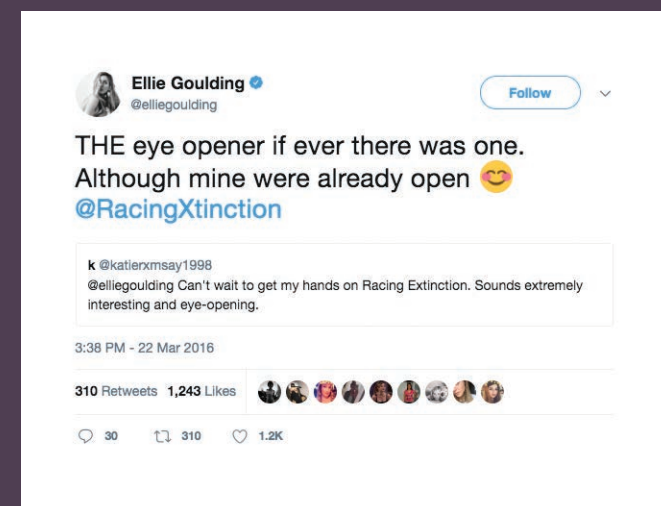 Ellie Goulding
@elliegoulding
Follow
THE eye opener if ever there was one.
Although mine were already open 😊
@RacingXtinction
k @katierxmsay1998
@elliegoulding Can't wait to get my hands on Racing Extinction. Sounds extremely
interesting and eye-opening.
3:38 PM - 22 Mar 2016
310 Retweets 1,243 Likes
30 310 1.2K